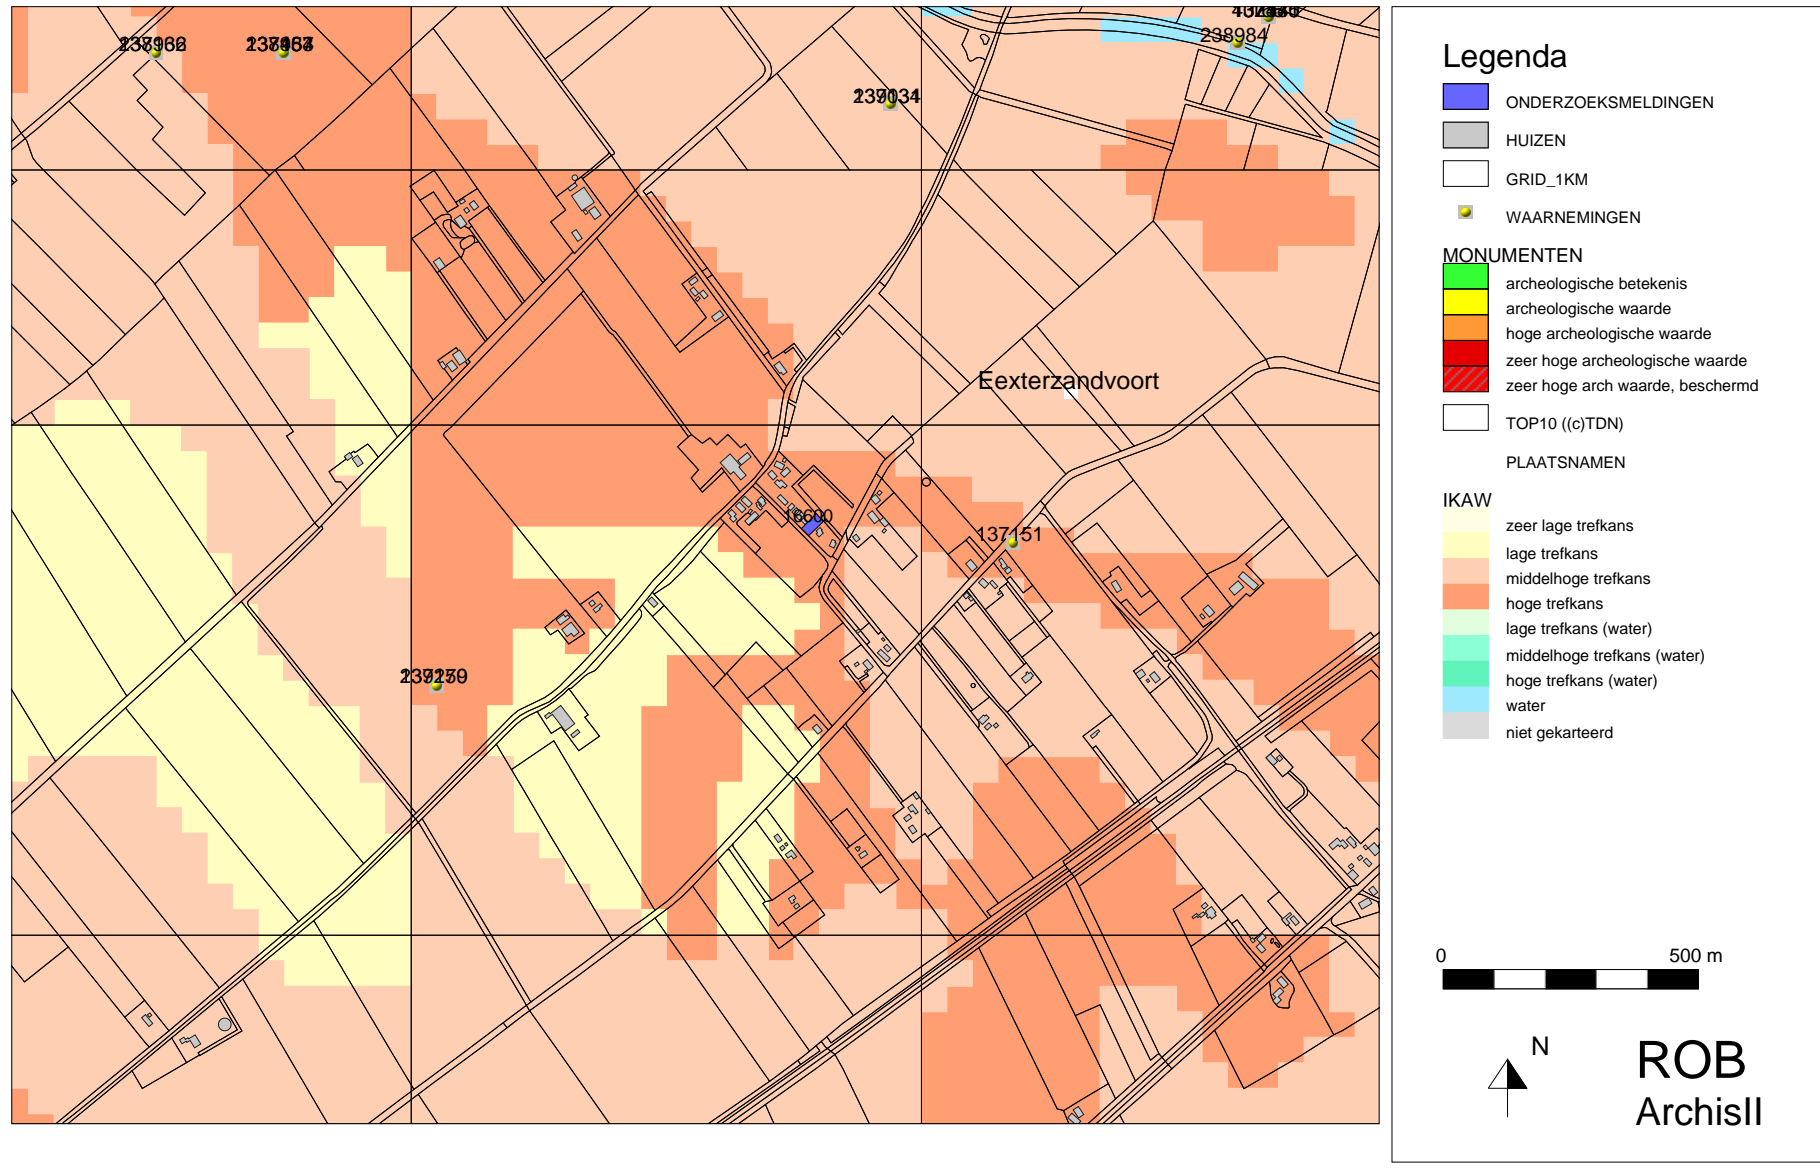 238984
137151
16600
Eexterzandvoort
Legenda
ONDERZOEKSMELDINGEN
HUIZEN
GRID_1KM
WAARNEMINGEN
MONUMENTEN
archeologische betekenis
archeologische waarde
hoge archeologische waarde
zeer hoge archeologische waarde
zeer hoge arch waarde, beschermd
TOP10 ((c)TDN)
PLAATSNAMEN
IKAW
zeer lage trefkans
lage trefkans
middelhoge trefkans
hoge trefkans
lage trefkans (water)
middelhoge trefkans (water)
hoge trefkans (water)
water
niet gekarteerd
0 500 m
N
ROB
ArchisII